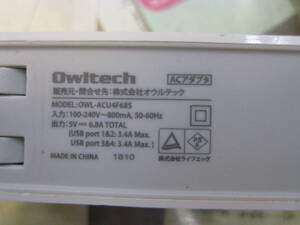 Owltech
ACアダプタ
販売元・問合せ先：株式会社オウルテック
MODEL:OWL-ACU4F68S
入力：100-240V～800mA, 50-60Hz
出力：5V⎓6.8A TOTAL
(USB port 1&2: 3.4A Max.
USB port 3&4: 3.4A Max.)
PS
E
MADE IN CHINA 1810
株式会社ライフエッグ